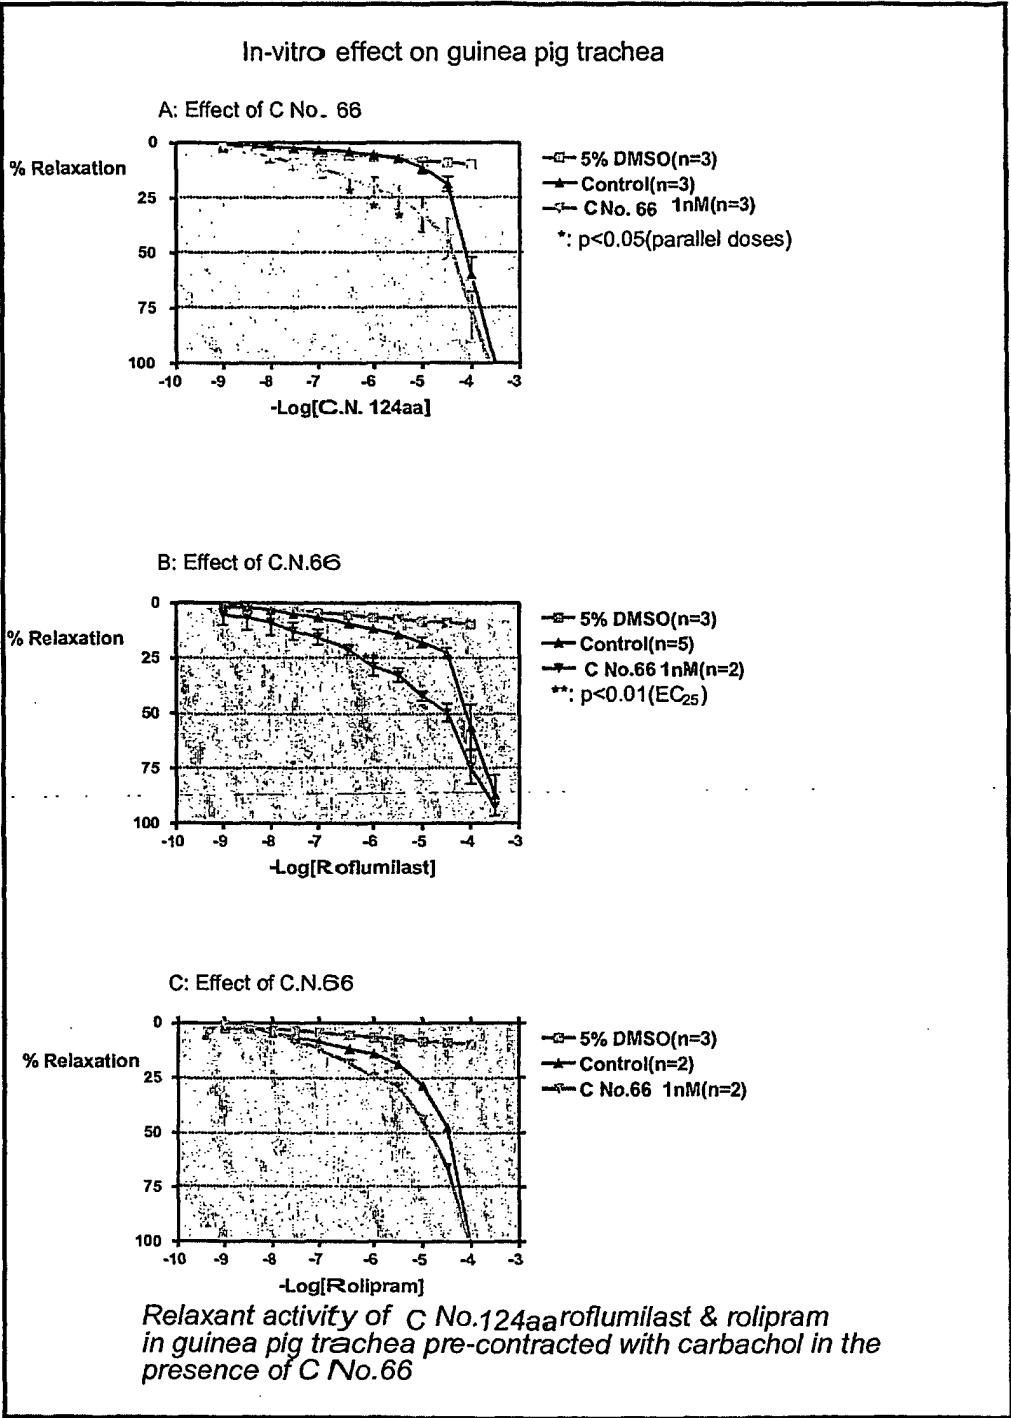 In-vitro effect on guinea pig trachea
A: Effect of C No. 66
% Relaxation
0
25
50
75
100
-10 -9 -8 -7 -6 -5 -4 -3
-Log[C.N. 124aa]
5% DMSO(n=3)
Control(n=3)
C No. 66 1nM(n=3)
*: p<0.05(parallel doses)
B: Effect of C.N.66
% Relaxation
0
25
50
75
100
-10 -9 -8 -7 -6 -5 -4 -3
-Log[Roflumilast]
5% DMSO(n=3)
Control(n=5)
C No.66 1nM(n=2)
**: p<0.01(EC25)
C: Effect of C.N.66
% Relaxation
0
25
50
75
100
-10 -9 -8 -7 -6 -5 -4 -3
-Log[Rolipram]
5% DMSO(n=3)
Control(n=2)
C No.66 1nM(n=2)
Relaxant activity of C No.124aa roflumilast & rolipram
in guinea pig trachea pre-contracted with carbachol in the
presence of C No.66